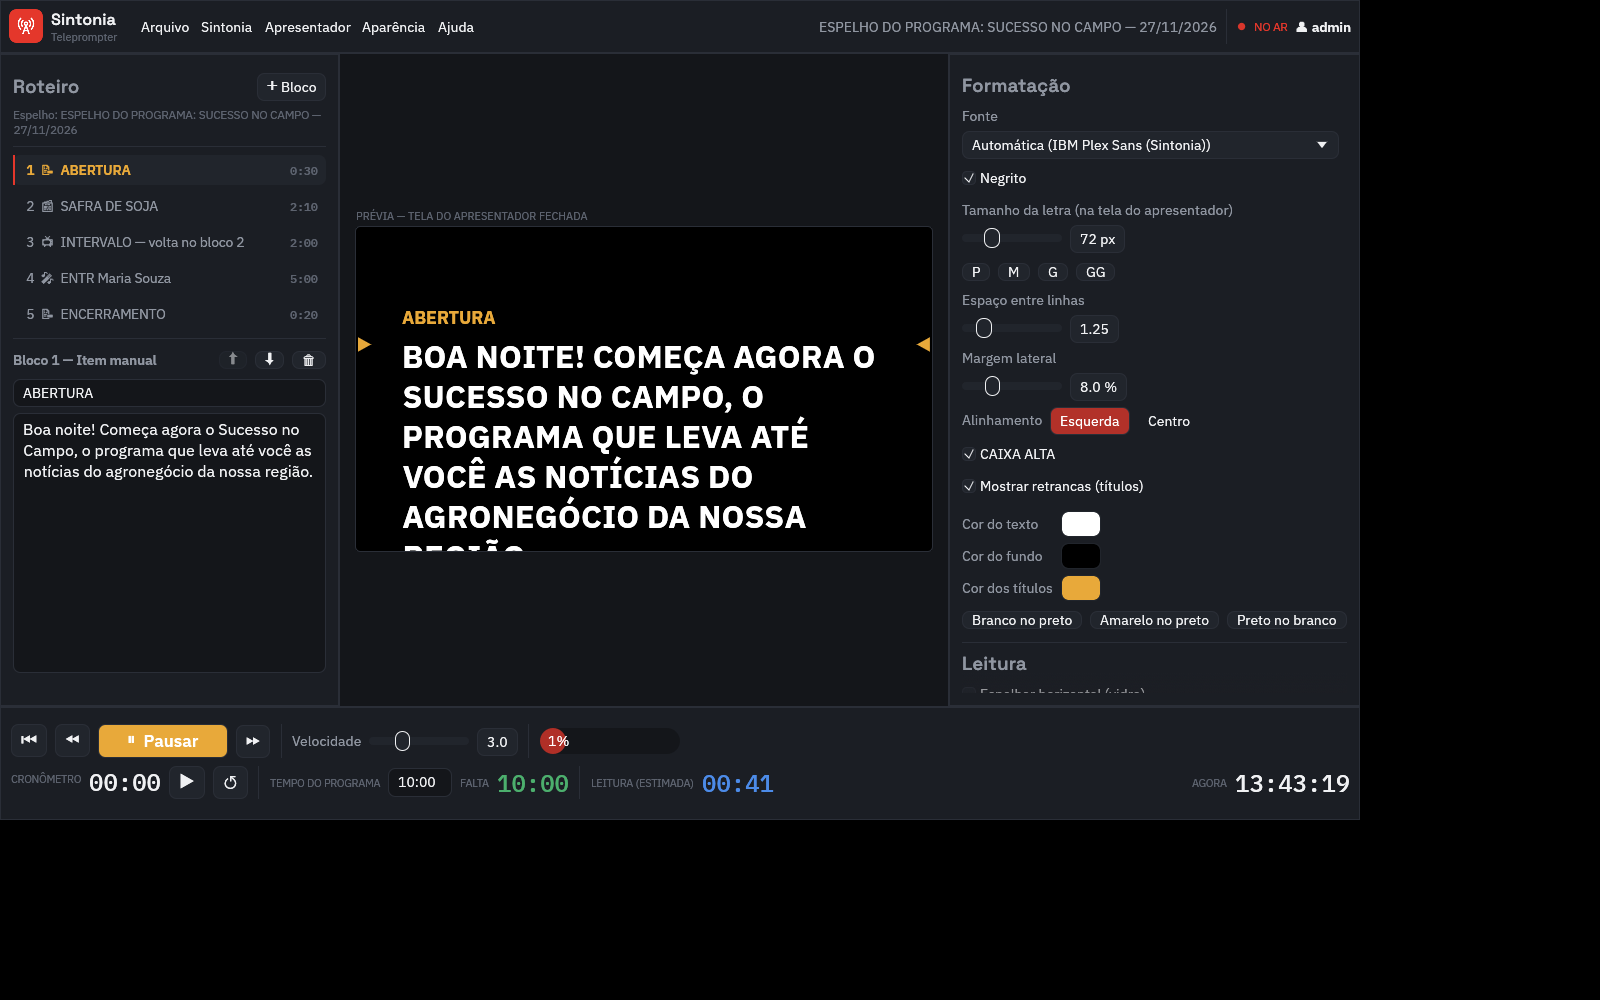 Sintonia
Teleprompter
Arquivo Sintonia Apresentador Aparência Ajuda
ESPELHO DO PROGRAMA: SUCESSO NO CAMPO — 27/11/2026
NO AR
admin
Roteiro
+ Bloco
Espelho: ESPELHO DO PROGRAMA: SUCESSO NO CAMPO —
27/11/2026
1 ABERTURA 0:30
2 SAFRA DE SOJA 2:10
3 INTERVALO — volta no bloco 2 2:00
4 ENTR Maria Souza 5:00
5 ENCERRAMENTO 0:20
Bloco 1 — Item manual
ABERTURA
Boa noite! Começa agora o Sucesso no
Campo, o programa que leva até você as
notícias do agronegócio da nossa região.
PRÉVIA — TELA DO APRESENTADOR FECHADA
ABERTURA
BOA NOITE! COMEÇA AGORA O
SUCESSO NO CAMPO, O
PROGRAMA QUE LEVA ATÉ
VOCÊ AS NOTÍCIAS DO
AGRONEGÓCIO DA NOSSA
REGIÃO
Formatação
Fonte
Automática (IBM Plex Sans (Sintonia))
Negrito
Tamanho da letra (na tela do apresentador)
72 px
P M G GG
Espaço entre linhas
1.25
Margem lateral
8.0 %
Alinhamento Esquerda Centro
CAIXA ALTA
Mostrar retrancas (títulos)
Cor do texto
Cor do fundo
Cor dos títulos
Branco no preto Amarelo no preto Preto no branco
Leitura
Espelhar horizontal (vidro)
Pausar
Velocidade 3.0
1%
CRONÔMETRO 00:00
TEMPO DO PROGRAMA 10:00 FALTA 10:00
LEITURA (ESTIMADA) 00:41
AGORA 13:43:19